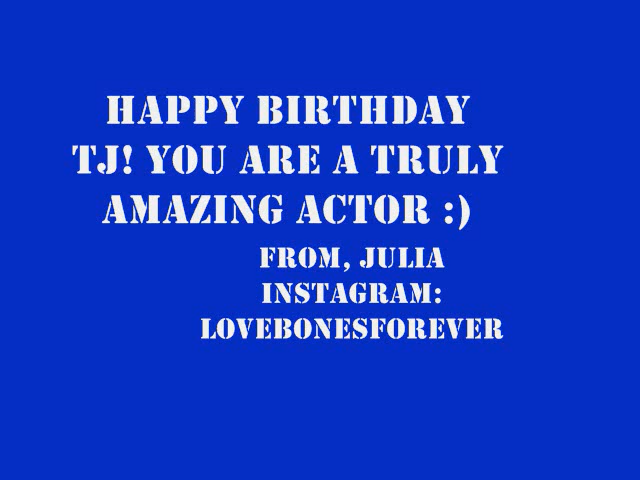 HAPPY BIRTHDAY
TJ! YOU ARE A TRULY
AMAZING ACTOR :)
FROM, JULIA
INSTAGRAM:
LOVEBONESFOREVER